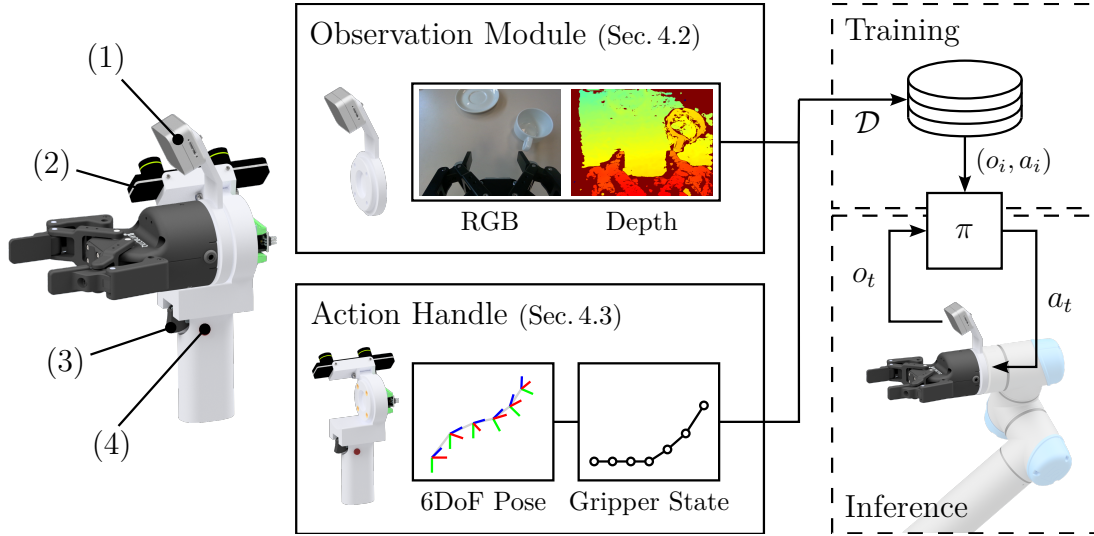 (1)
(2)
(3)
(4)
Observation Module (Sec. 4.2)
RGB
Depth
Action Handle (Sec. 4.3)
6DoF Pose
Gripper State
Training
𝒟
(o_i, a_i)
π
o_t
a_t
Inference